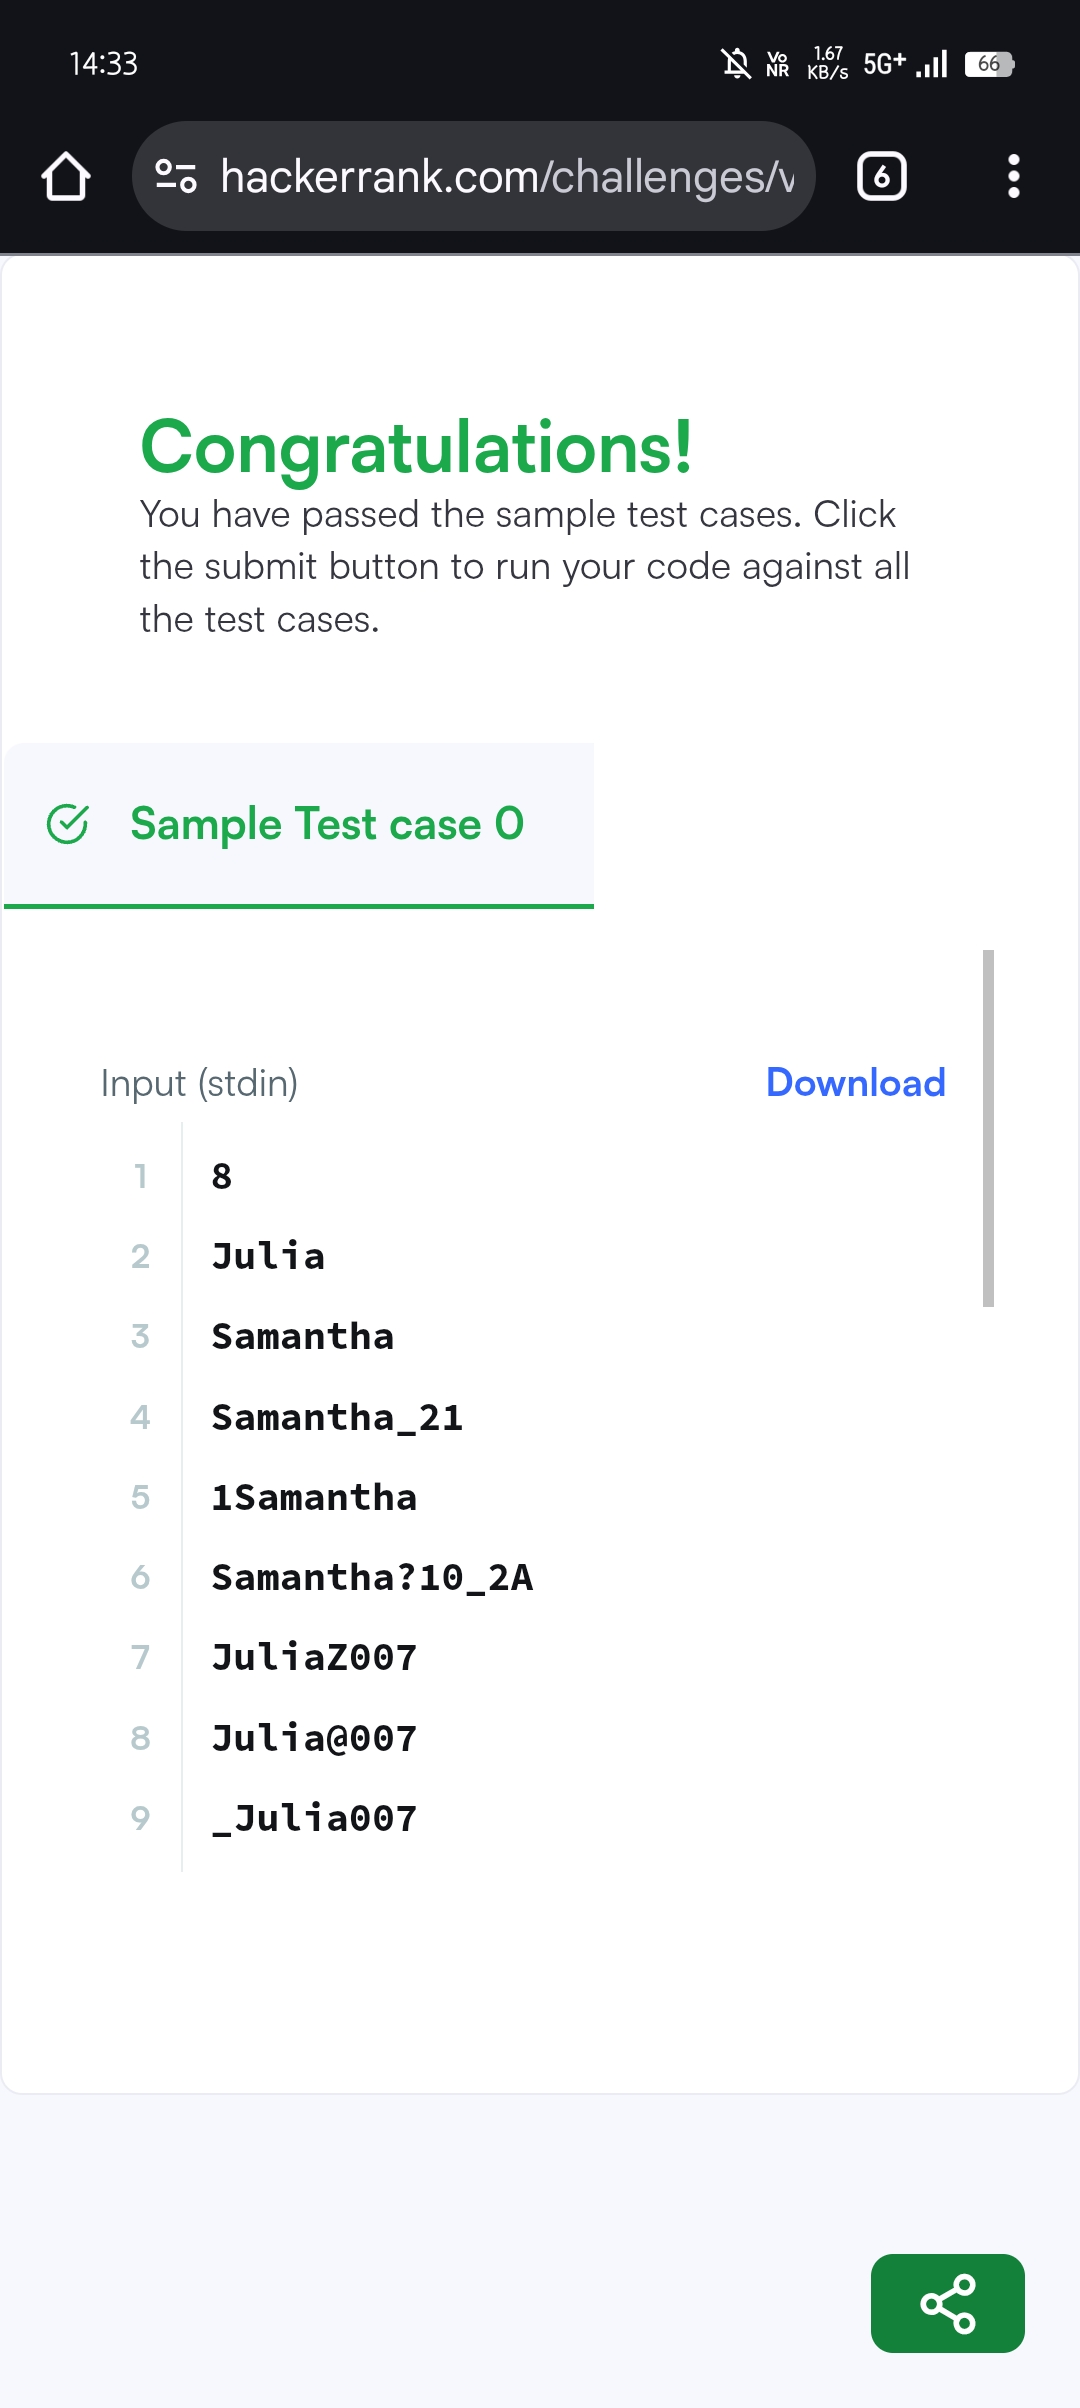 14:33
Vo NR 1.67 KB/s 5G+ 66
hackerrank.com/challenges/v
6
Congratulations!
You have passed the sample test cases. Click
the submit button to run your code against all
the test cases.
Sample Test case 0
Input (stdin) Download
1 8
2 Julia
3 Samantha
4 Samantha_21
5 1Samantha
6 Samantha?10_2A
7 JuliaZ007
8 Julia@007
9 _Julia007